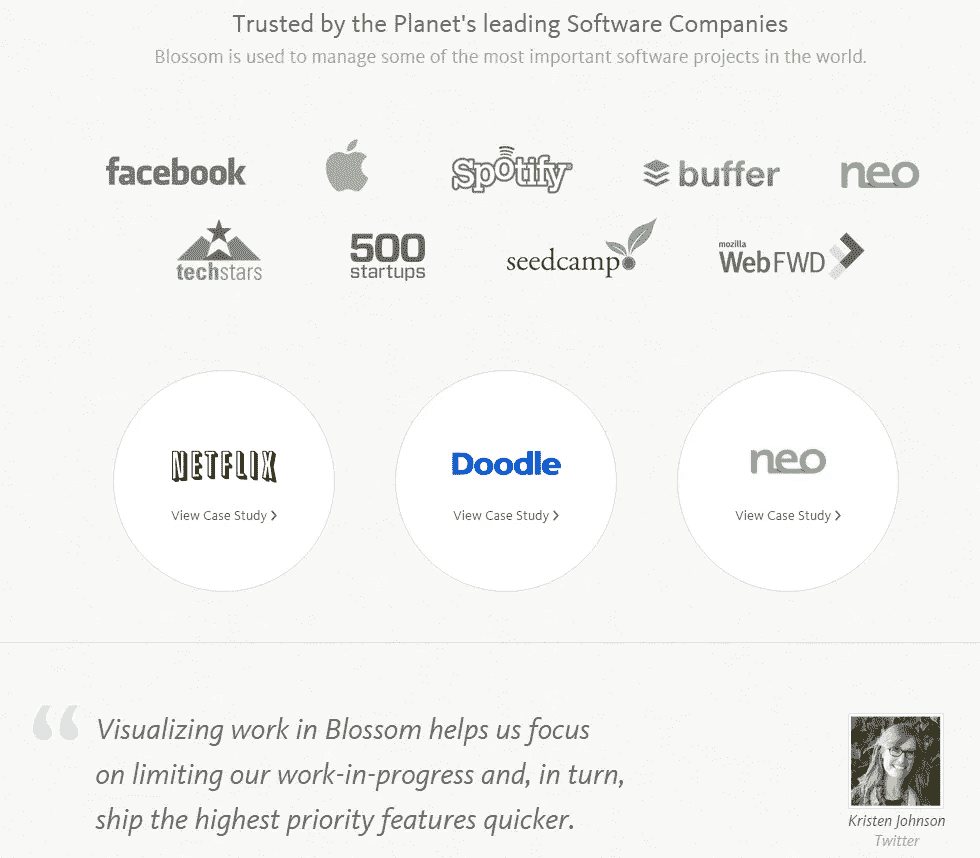 Trusted by the Planet's leading Software Companies
Blossom is used to manage some of the most important software projects in the world.
facebook
Spotify
buffer
neo
techstars
500
startups
seedcamp
mozilla
WebFWD
NETFLIX
View Case Study
Doodle
View Case Study
neo
View Case Study
“ Visualizing work in Blossom helps us focus
on limiting our work-in-progress and, in turn,
ship the highest priority features quicker.
Kristen Johnson
Twitter